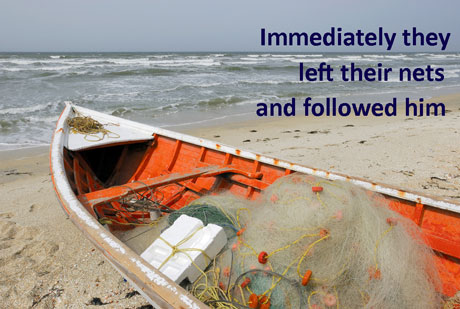 Immediately they
left their nets
and followed him